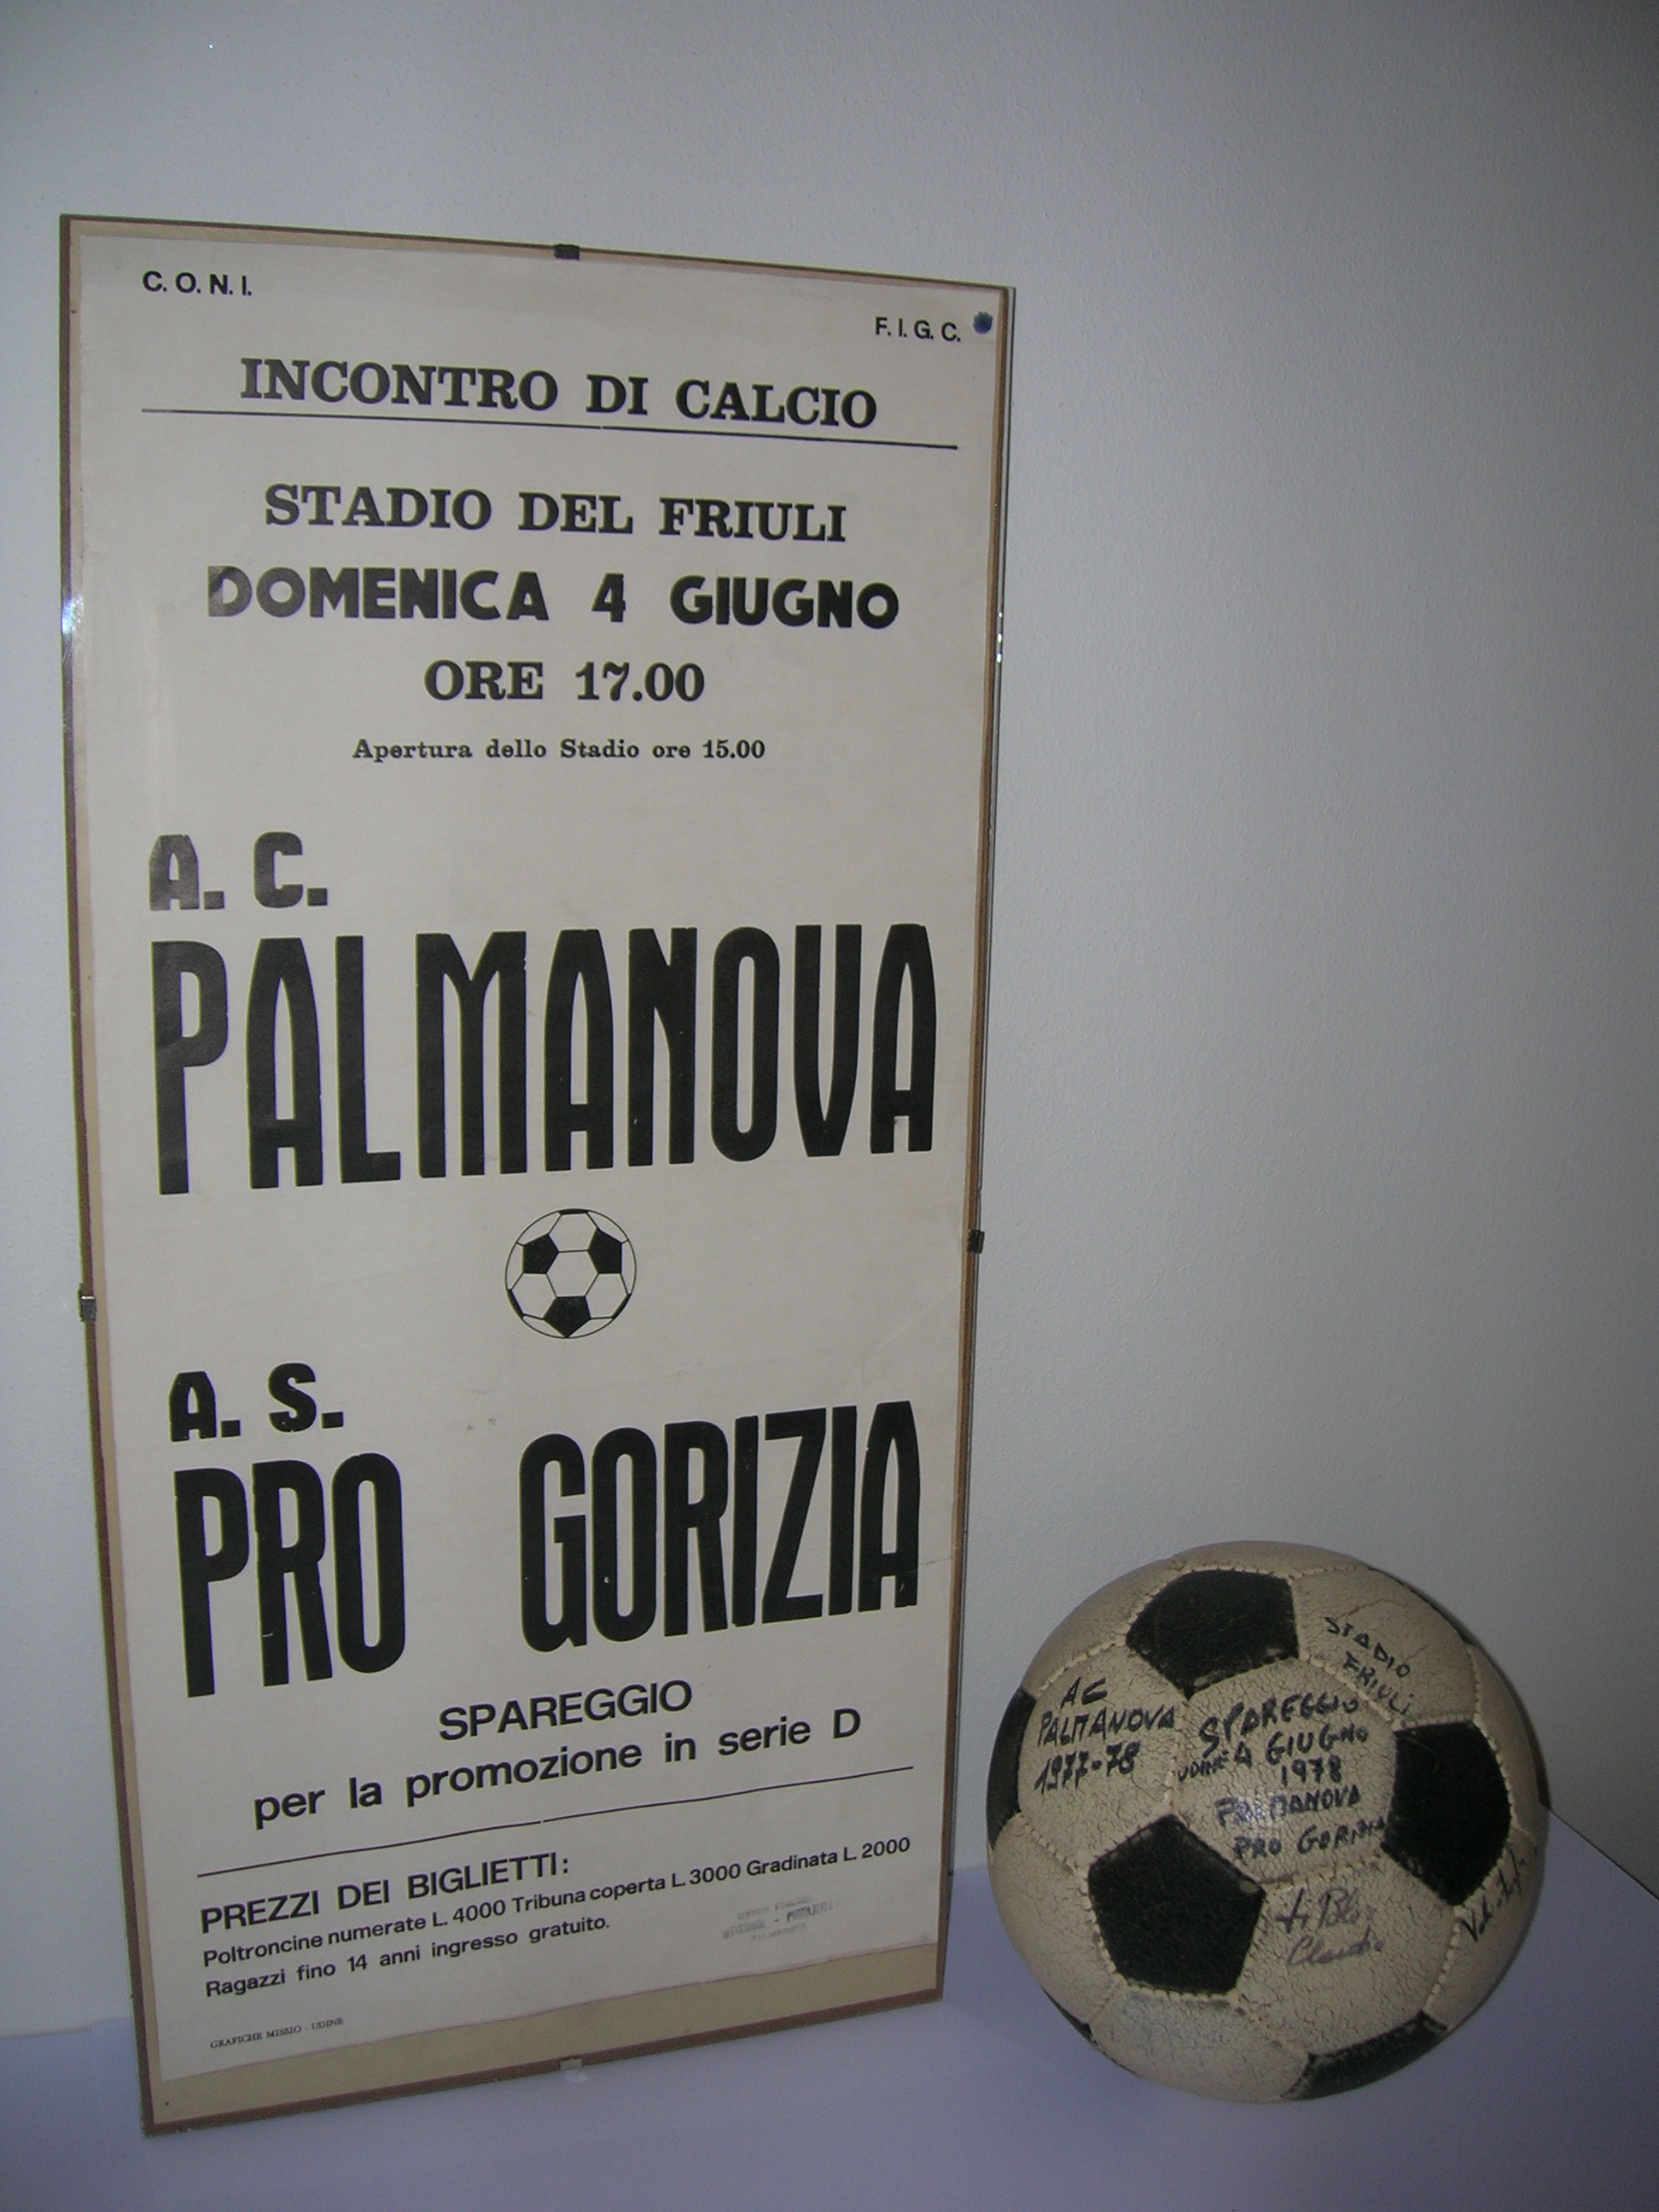 C. O. N. I.
F. I. G. C.
INCONTRO DI CALCIO
STADIO DEL FRIULI
DOMENICA 4 GIUGNO
ORE 17.00
Apertura dello Stadio ore 15.00
A. C.
PALMANOVA
A. S.
PRO GORIZIA
SPAREGGIO
per la promozione in serie D
PREZZI DEI BIGLIETTI:
Poltroncine numerate L. 4000 Tribuna coperta L. 3000 Gradinata L. 2000
Ragazzi fino 14 anni ingresso gratuito.
GRAFICHE MISSIO - UDINE
STADIO
FRIULI
AC
PALMANOVA
1977-78
SPAREGGIO
UDINE 4 GIUGNO
1978
PALMANOVA
PRO GORIZIA
Claudio